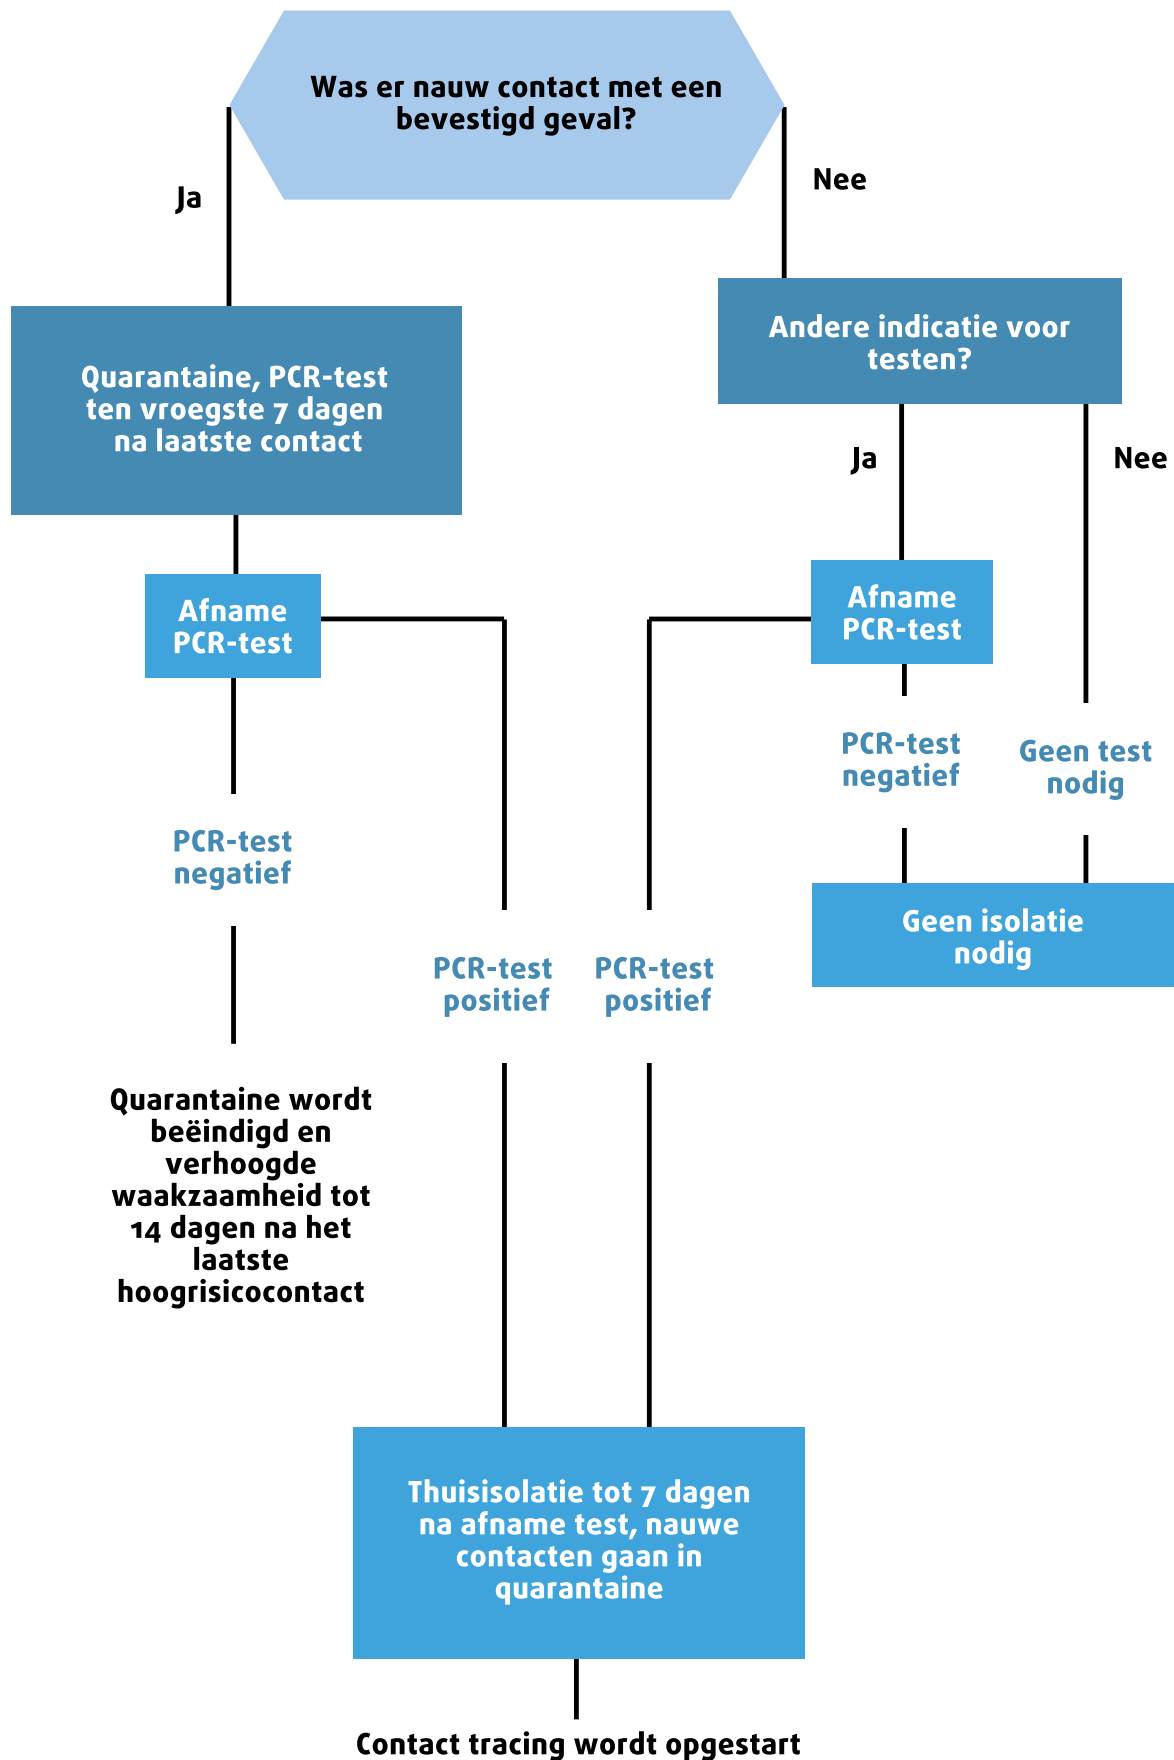 Was er nauw contact met een
bevestigd geval?
Ja
Nee
Quarantaine, PCR-test
ten vroegste 7 dagen
na laatste contact
Andere indicatie voor
testen?
Ja
Nee
Afname
PCR-test
Afname
PCR-test
PCR-test
negatief
Geen test
nodig
PCR-test
negatief
Geen isolatie
nodig
PCR-test
positief
PCR-test
positief
Quarantaine wordt
beëindigd en
verhoogde
waakzaamheid tot
14 dagen na het
laatste
hoogrisicocontact
Thuisisolatie tot 7 dagen
na afname test, nauwe
contacten gaan in
quarantaine
Contact tracing wordt opgestart